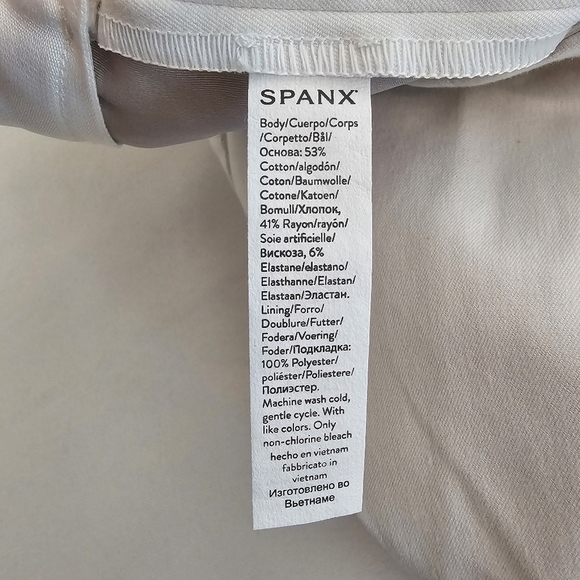 SPANX
Body/Cuerpo/Corps
/Corpetto/Bål/
Основа: 53%
Cotton/algodón/
Coton/Baumwolle/
Cotone/Katoen/
Bomull/Хлопок,
41% Rayon/rayón/
Soie artificielle/
Вискоза, 6%
Elastane/elastano/
Elasthanne/Elastan/
Elastaan/Эластан.
Lining/Forro/
Doublure/Futter/
Fodera/Voering/
Foder/Подкладка:
100% Polyester/
poliéster/Poliestere/
Полиэстер.
Machine wash cold,
gentle cycle. With
like colors. Only
non-chlorine bleach
hecho en vietnam
fabbricato in
vietnam
Изготовлено во
Вьетнаме